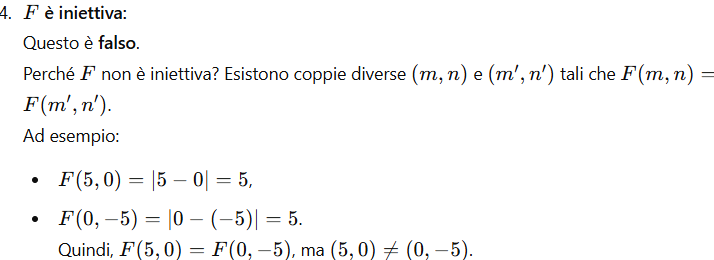 4. F è iniettiva:
Questo è falso.
Perché F non è iniettiva? Esistono coppie diverse (m, n) e (m′, n′) tali che F(m, n) =
F(m′, n′).
Ad esempio:
• F(5, 0) = |5 − 0| = 5,
• F(0, −5) = |0 − (−5)| = 5.
Quindi, F(5, 0) = F(0, −5), ma (5, 0) ≠ (0, −5).